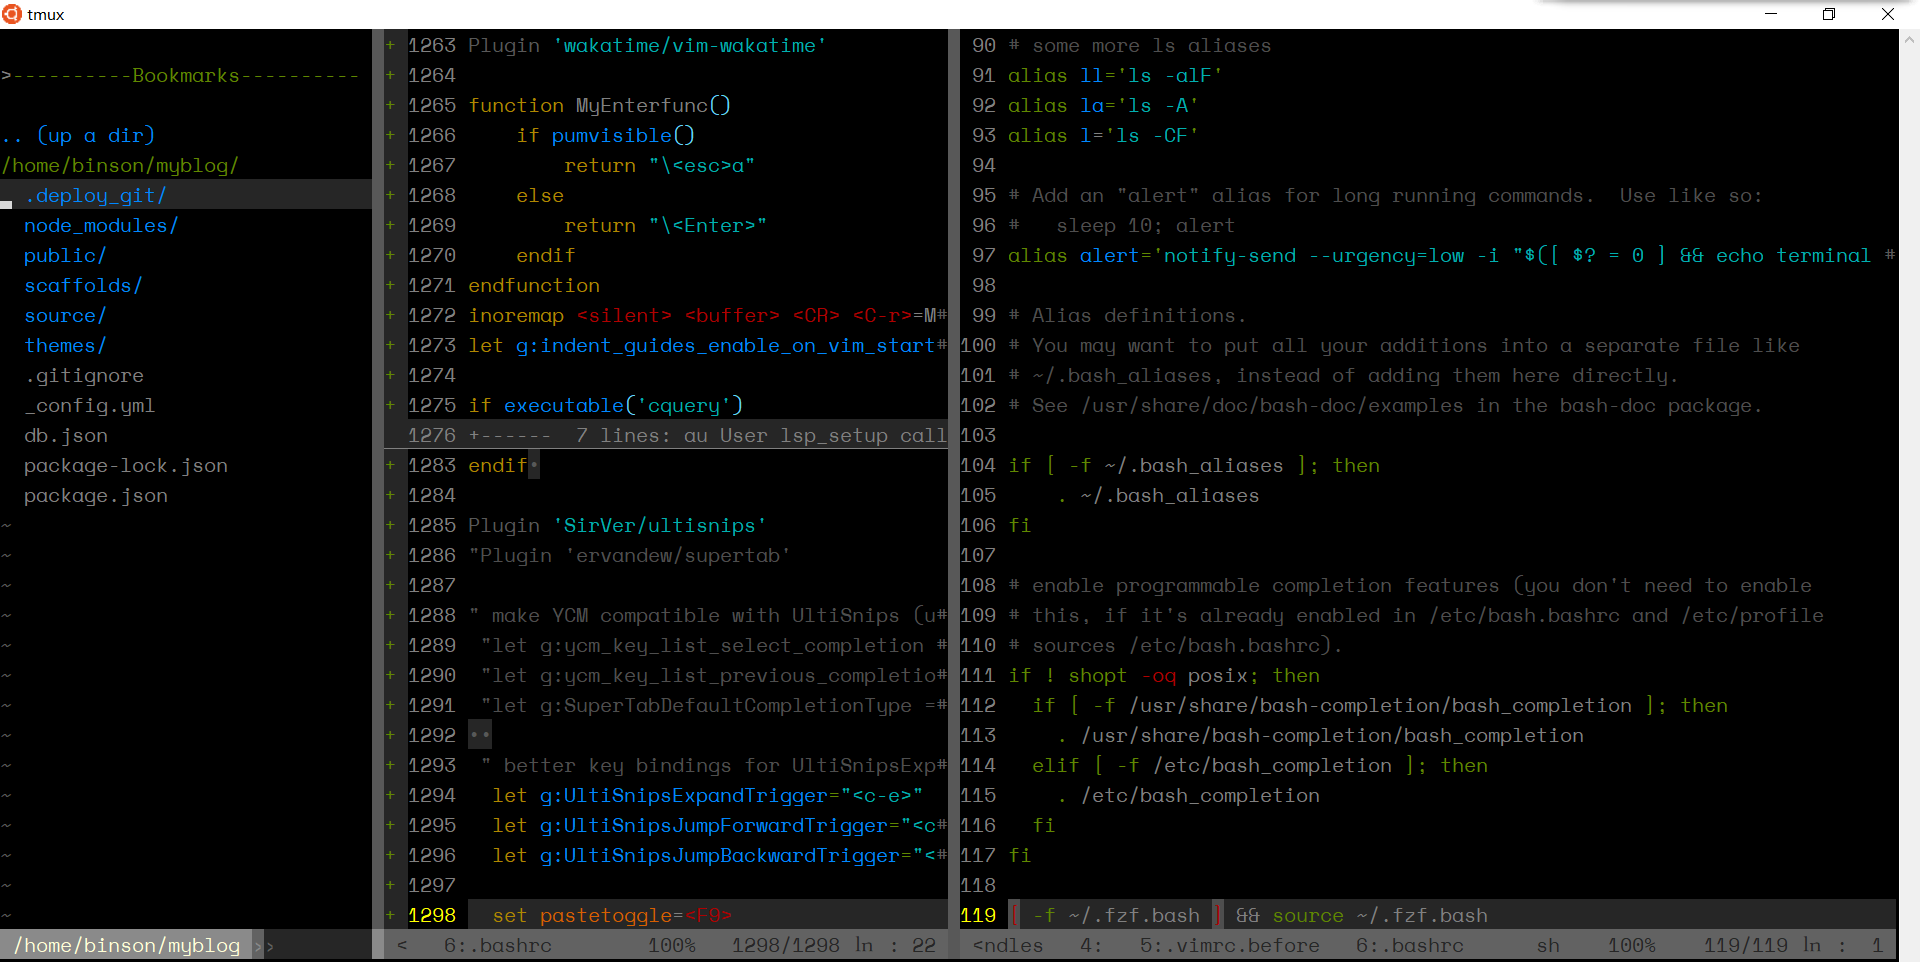 tmux
>----------Bookmarks----------
.. (up a dir)
/home/binson/myblog/
.deploy_git/
node_modules/
public/
scaffolds/
source/
themes/
.gitignore
_config.yml
db.json
package-lock.json
package.json
~
~
~
~
~
~
~
~
~
~
~
~
~
~
/home/binson/myblog >>
+ 1263 Plugin 'wakatime/vim-wakatime'
+ 1264
+ 1265 function MyEnterfunc()
+ 1266     if pumvisible()
+ 1267         return "\<esc>a"
+ 1268     else
+ 1269         return "\<Enter>"
+ 1270     endif
+ 1271 endfunction
+ 1272 inoremap <silent> <buffer> <CR> <C-r>=M#
+ 1273 let g:indent_guides_enable_on_vim_start#
+ 1274
+ 1275 if executable('cquery')
1276 +------  7 lines: au User lsp_setup call
+ 1283 endif·
+ 1284
+ 1285 Plugin 'SirVer/ultisnips'
+ 1286 "Plugin 'ervandew/supertab'
+ 1287
+ 1288 " make YCM compatible with UltiSnips (u#
+ 1289  "let g:ycm_key_list_select_completion #
+ 1290  "let g:ycm_key_list_previous_completio#
+ 1291  "let g:SuperTabDefaultCompletionType =#
+ 1292 ··
+ 1293  " better key bindings for UltiSnipsExp#
+ 1294   let g:UltiSnipsExpandTrigger="<c-e>"
+ 1295   let g:UltiSnipsJumpForwardTrigger="<c#
+ 1296   let g:UltiSnipsJumpBackwardTrigger="<#
+ 1297
+ 1298   set pastetoggle=<F9>
<   6:.bashrc        100%   1298/1298 ln : 22
90 # some more ls aliases
91 alias ll='ls -alF'
92 alias la='ls -A'
93 alias l='ls -CF'
94
95 # Add an "alert" alias for long running commands.  Use like so:
96 #   sleep 10; alert
97 alias alert='notify-send --urgency=low -i "$([ $? = 0 ] && echo terminal #
98
99 # Alias definitions.
100 # You may want to put all your additions into a separate file like
101 # ~/.bash_aliases, instead of adding them here directly.
102 # See /usr/share/doc/bash-doc/examples in the bash-doc package.
103
104 if [ -f ~/.bash_aliases ]; then
105     . ~/.bash_aliases
106 fi
107
108 # enable programmable completion features (you don't need to enable
109 # this, if it's already enabled in /etc/bash.bashrc and /etc/profile
110 # sources /etc/bash.bashrc).
111 if ! shopt -oq posix; then
112   if [ -f /usr/share/bash-completion/bash_completion ]; then
113     . /usr/share/bash-completion/bash_completion
114   elif [ -f /etc/bash_completion ]; then
115     . /etc/bash_completion
116   fi
117 fi
118
119 [ -f ~/.fzf.bash ] && source ~/.fzf.bash
<ndles   4:   5:.vimrc.before   6:.bashrc      sh    100%    119/119 ln :  1